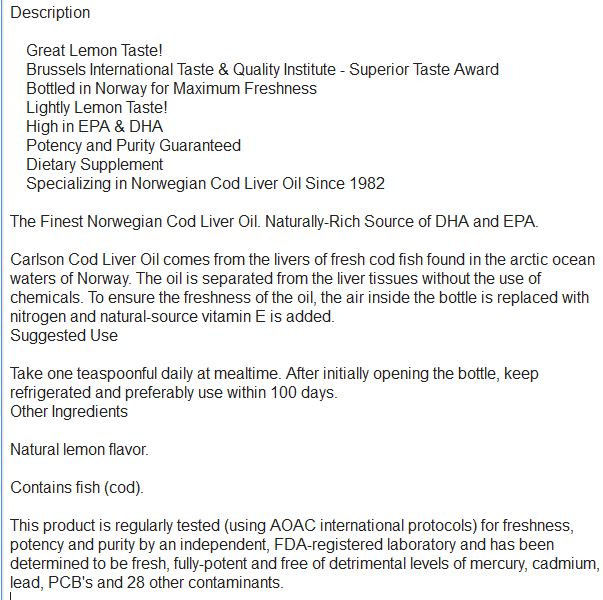 Description
Great Lemon Taste!
Brussels International Taste & Quality Institute - Superior Taste Award
Bottled in Norway for Maximum Freshness
Lightly Lemon Taste!
High in EPA & DHA
Potency and Purity Guaranteed
Dietary Supplement
Specializing in Norwegian Cod Liver Oil Since 1982
The Finest Norwegian Cod Liver Oil. Naturally-Rich Source of DHA and EPA.
Carlson Cod Liver Oil comes from the livers of fresh cod fish found in the arctic ocean
waters of Norway. The oil is separated from the liver tissues without the use of
chemicals. To ensure the freshness of the oil, the air inside the bottle is replaced with
nitrogen and natural-source vitamin E is added.
Suggested Use
Take one teaspoonful daily at mealtime. After initially opening the bottle, keep
refrigerated and preferably use within 100 days.
Other Ingredients
Natural lemon flavor.
Contains fish (cod).
This product is regularly tested (using AOAC international protocols) for freshness,
potency and purity by an independent, FDA-registered laboratory and has been
determined to be fresh, fully-potent and free of detrimental levels of mercury, cadmium,
lead, PCB's and 28 other contaminants.